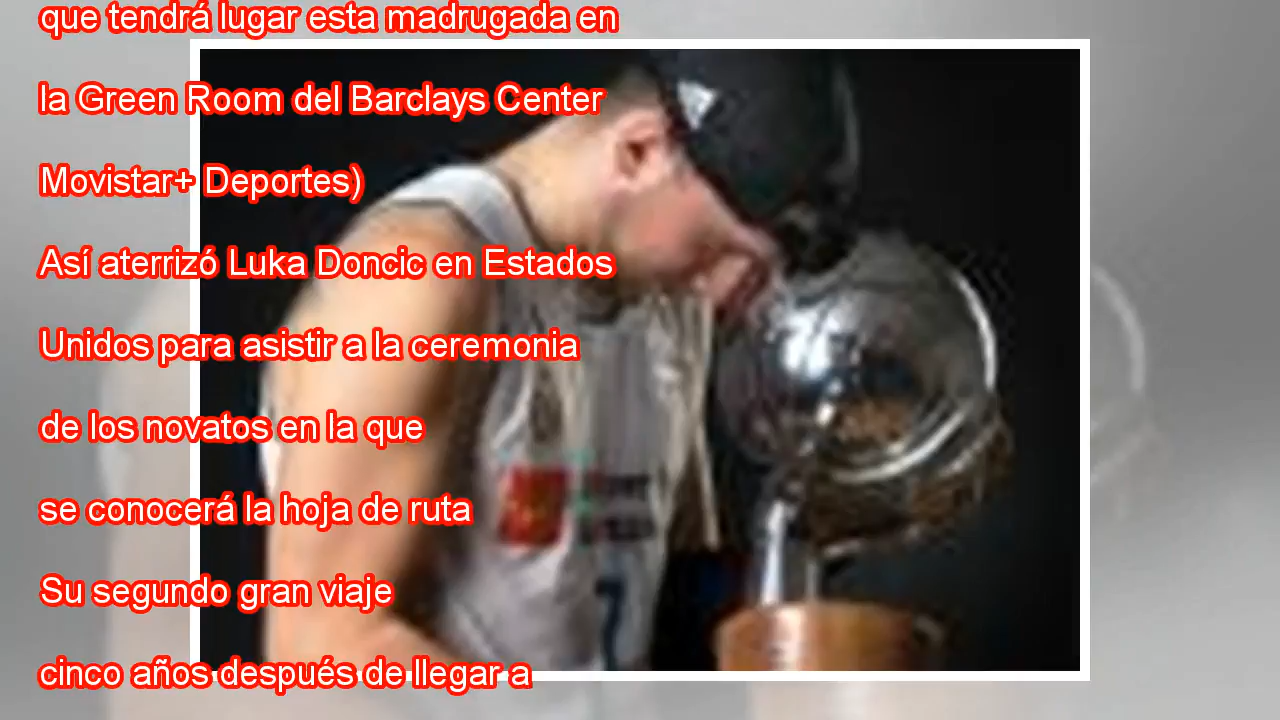 que tendrá lugar esta madrugada en
la Green Room del Barclays Center
Movistar+ Deportes)
Así aterrizó Luka Doncic en Estados
Unidos para asistir a la ceremonia
de los novatos en la que
se conocerá la hoja de ruta
Su segundo gran viaje
cinco años después de llegar a
7